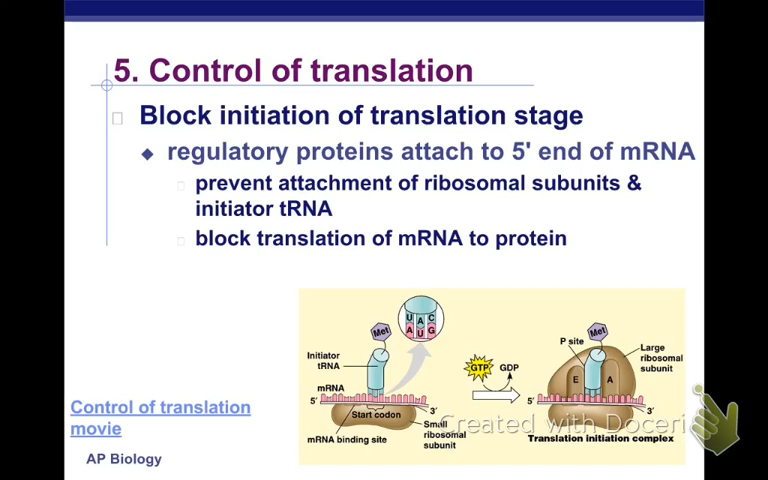 5. Control of translation
Block initiation of translation stage
regulatory proteins attach to 5' end of mRNA
prevent attachment of ribosomal subunits &
initiator tRNA
block translation of mRNA to protein
Met
U A C
A U G
Initiator
tRNA
mRNA
5'
3'
Start codon
mRNA binding site
Small
ribosomal
subunit
GTP
GDP
Met
P site
Large
ribosomal
subunit
E
A
5'
3'
Translation initiation complex
Created with Doceri
Control of translation
movie
AP Biology